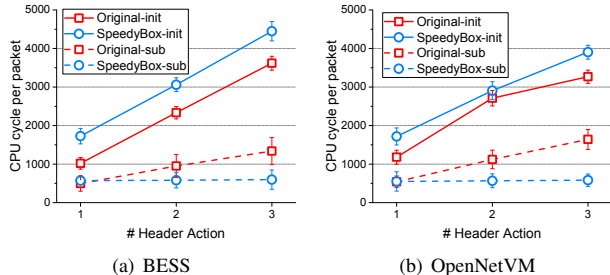 Original-init
SpeedyBox-init
Original-sub
SpeedyBox-sub
CPU cycle per packet
5000
4000
3000
2000
1000
0
1
2
3
# Header Action
(a) BESS
Original-init
SpeedyBox-init
Original-sub
SpeedyBox-sub
CPU cycle per packet
5000
4000
3000
2000
1000
0
1
2
3
# Header Action
(b) OpenNetVM